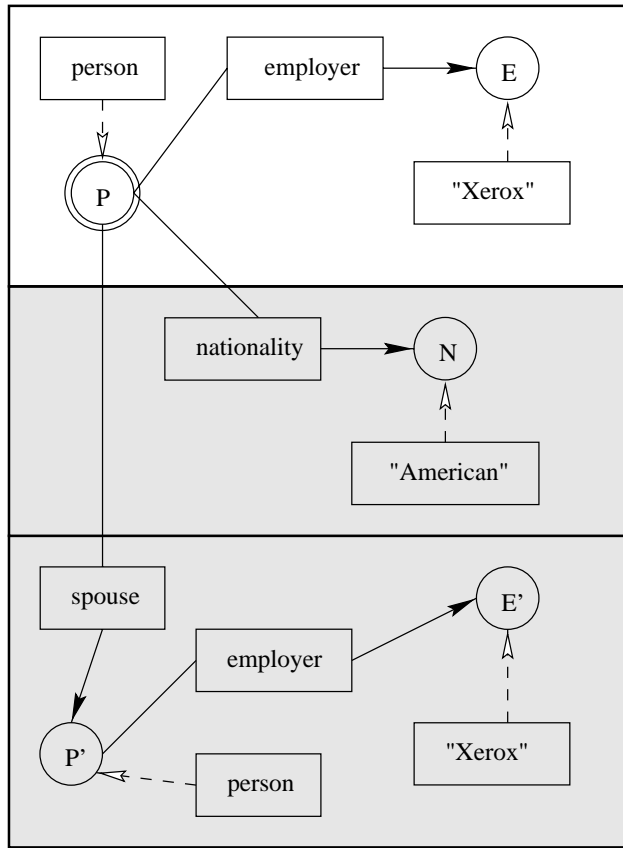 person
employer
E
P
"Xerox"
nationality
N
"American"
spouse
E’
employer
P’
"Xerox"
person